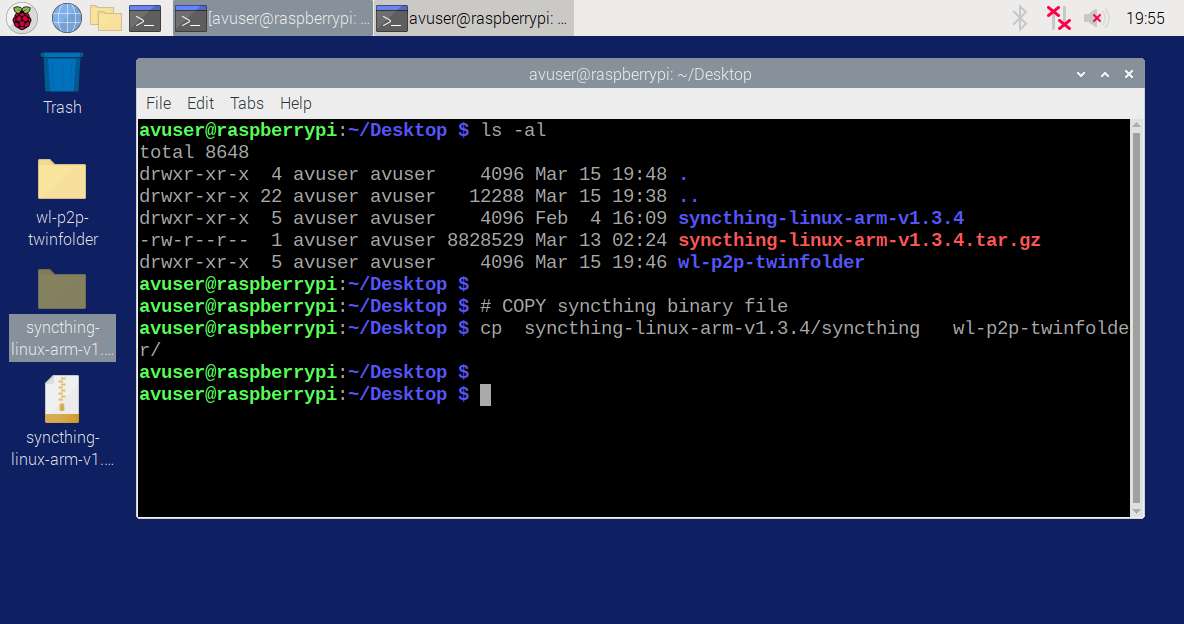 [avuser@raspberrypi: ...
avuser@raspberrypi: ...
19:55
Trash
wl-p2p-
twinfolder
syncthing-
linux-arm-v1....
syncthing-
linux-arm-v1....
avuser@raspberrypi: ~/Desktop
File Edit Tabs Help
avuser@raspberrypi:~/Desktop $ ls -al
total 8648
drwxr-xr-x  4 avuser avuser    4096 Mar 15 19:48 .
drwxr-xr-x 22 avuser avuser   12288 Mar 15 19:38 ..
drwxr-xr-x  5 avuser avuser    4096 Feb  4 16:09 syncthing-linux-arm-v1.3.4
-rw-r--r--  1 avuser avuser 8828529 Mar 13 02:24 syncthing-linux-arm-v1.3.4.tar.gz
drwxr-xr-x  5 avuser avuser    4096 Mar 15 19:46 wl-p2p-twinfolder
avuser@raspberrypi:~/Desktop $
avuser@raspberrypi:~/Desktop $ # COPY syncthing binary file
avuser@raspberrypi:~/Desktop $ cp  syncthing-linux-arm-v1.3.4/syncthing   wl-p2p-twinfolde
r/
avuser@raspberrypi:~/Desktop $
avuser@raspberrypi:~/Desktop $